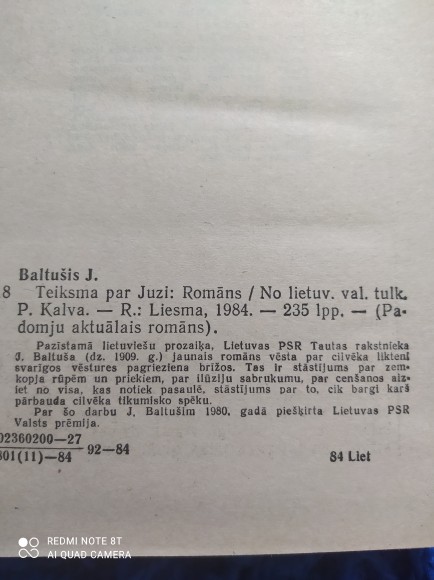 Baltušis J.
8 Teiksma par Juzi: Romāns / No lietuv. val. tulk.
P. Kalva. — R.: Liesma, 1984. — 235 lpp. — (Pa-
domju aktuālais romāns).
Pazīstamā lietuviešu prozaiķa, Lietuvas PSR Tautas rakstnieka
J. Baltuša (dz. 1909. g.) jaunais romāns vēsta par cilvēka likteni
svarīgos vēstures pagrieziena brīžos. Tas ir stāstījums par zem-
kopja rūpēm un priekiem, par ilūziju sabrukumu, par cenšanos aiz-
iet no visa, kas notiek pasaulē, stāstījums par to, cik bargi karš
pārbauda cilvēka tikumisko spēku.
Par šo darbu J. Baltušim 1980. gadā piešķirta Lietuvas PSR
Valsts prēmija.
02360200—27
801(11)—84 92—84
84 Liet
REDMI NOTE 8T
AI QUAD CAMERA